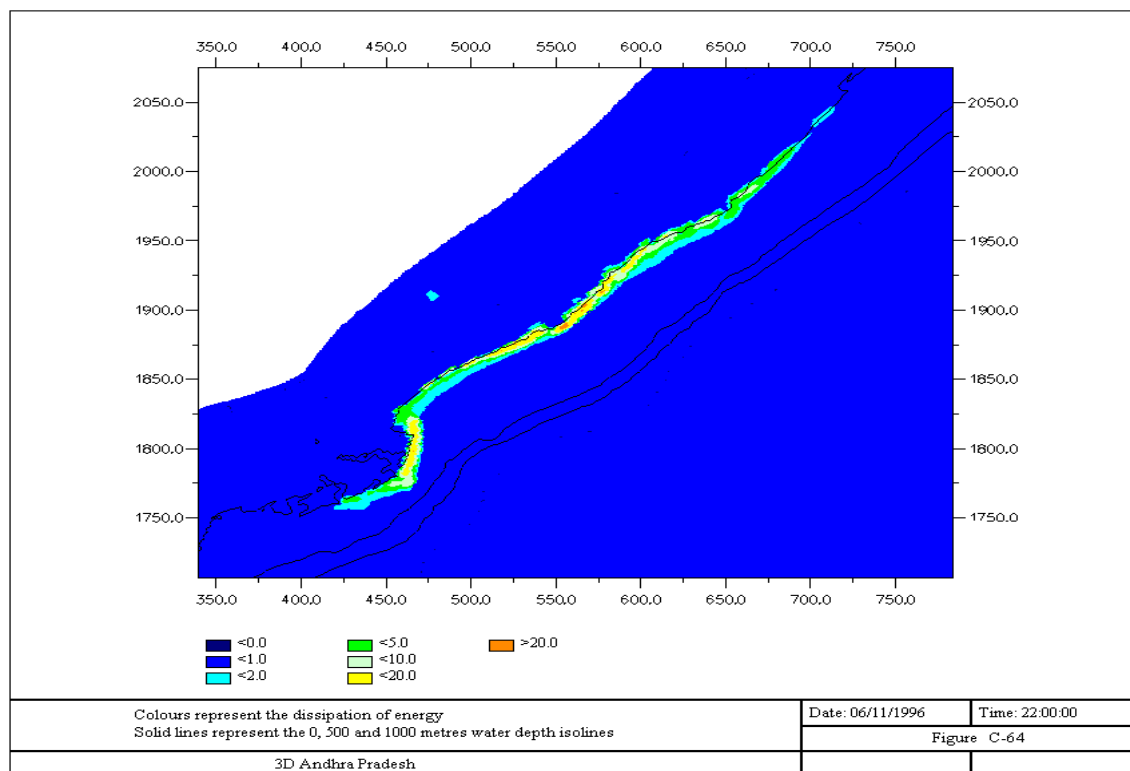 350.0 400.0 450.0 500.0 550.0 600.0 650.0 700.0 750.0
2050.0 2050.0
2000.0 2000.0
1950.0 1950.0
1900.0 1900.0
1850.0 1850.0
1800.0 1800.0
1750.0 1750.0
350.0 400.0 450.0 500.0 550.0 600.0 650.0 700.0 750.0
<0.0 <5.0 >20.0
<1.0 <10.0
<2.0 <20.0
Colours represent the dissipation of energy
Solid lines represent the 0, 500 and 1000 metres water depth isolines
Date: 06/11/1996 Time: 22:00:00
Figure C-64
3D Andhra Pradesh